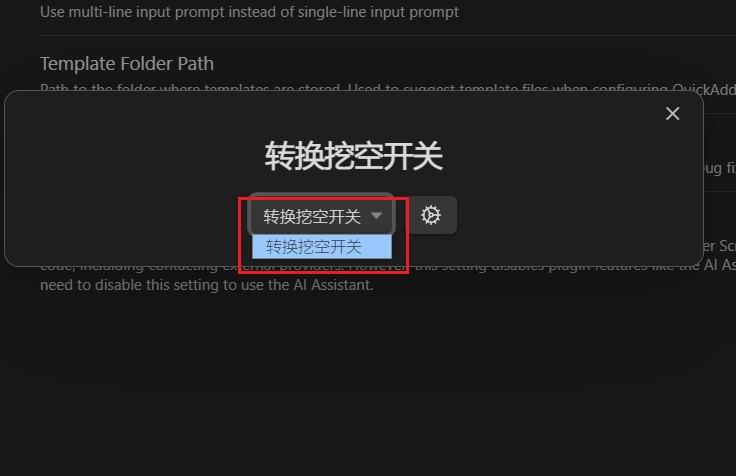 Use multi-line input prompt instead of single-line input prompt
Template Folder Path
Path to the folder where templates are stored. Used to suggest template files when configuring QuickAdd
转换挖空开关
ug fi
转换挖空开关
转换挖空开关
er Scr
code, including contacting external providers. However, this setting disables plugin features like the AI As
need to disable this setting to use the AI Assistant.